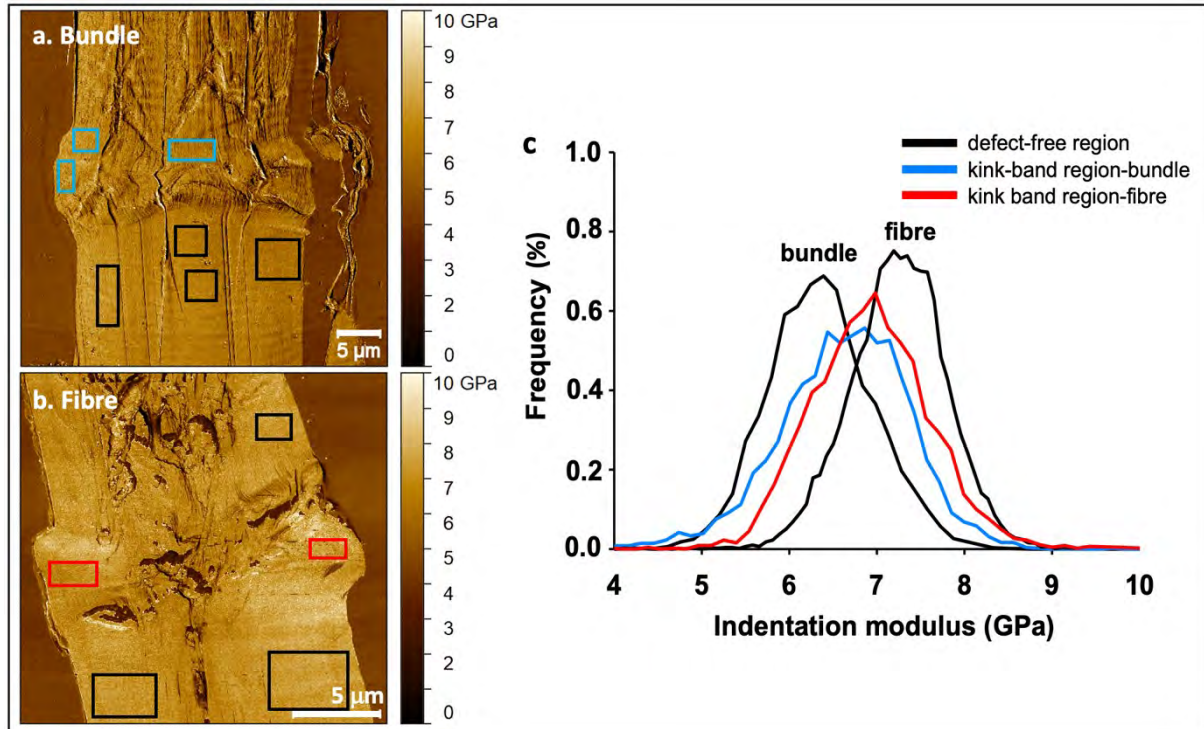 a. Bundle
10 GPa
9
8
7
6
5
4
3
2
1
0
5 µm
b. Fibre
10 GPa
9
8
7
6
5
4
3
2
1
0
5 µm
c
defect-free region
kink-band region-bundle
kink band region-fibre
bundle
fibre
Frequency (%)
1.0
0.8
0.6
0.4
0.2
0.0
4 5 6 7 8 9 10
Indentation modulus (GPa)